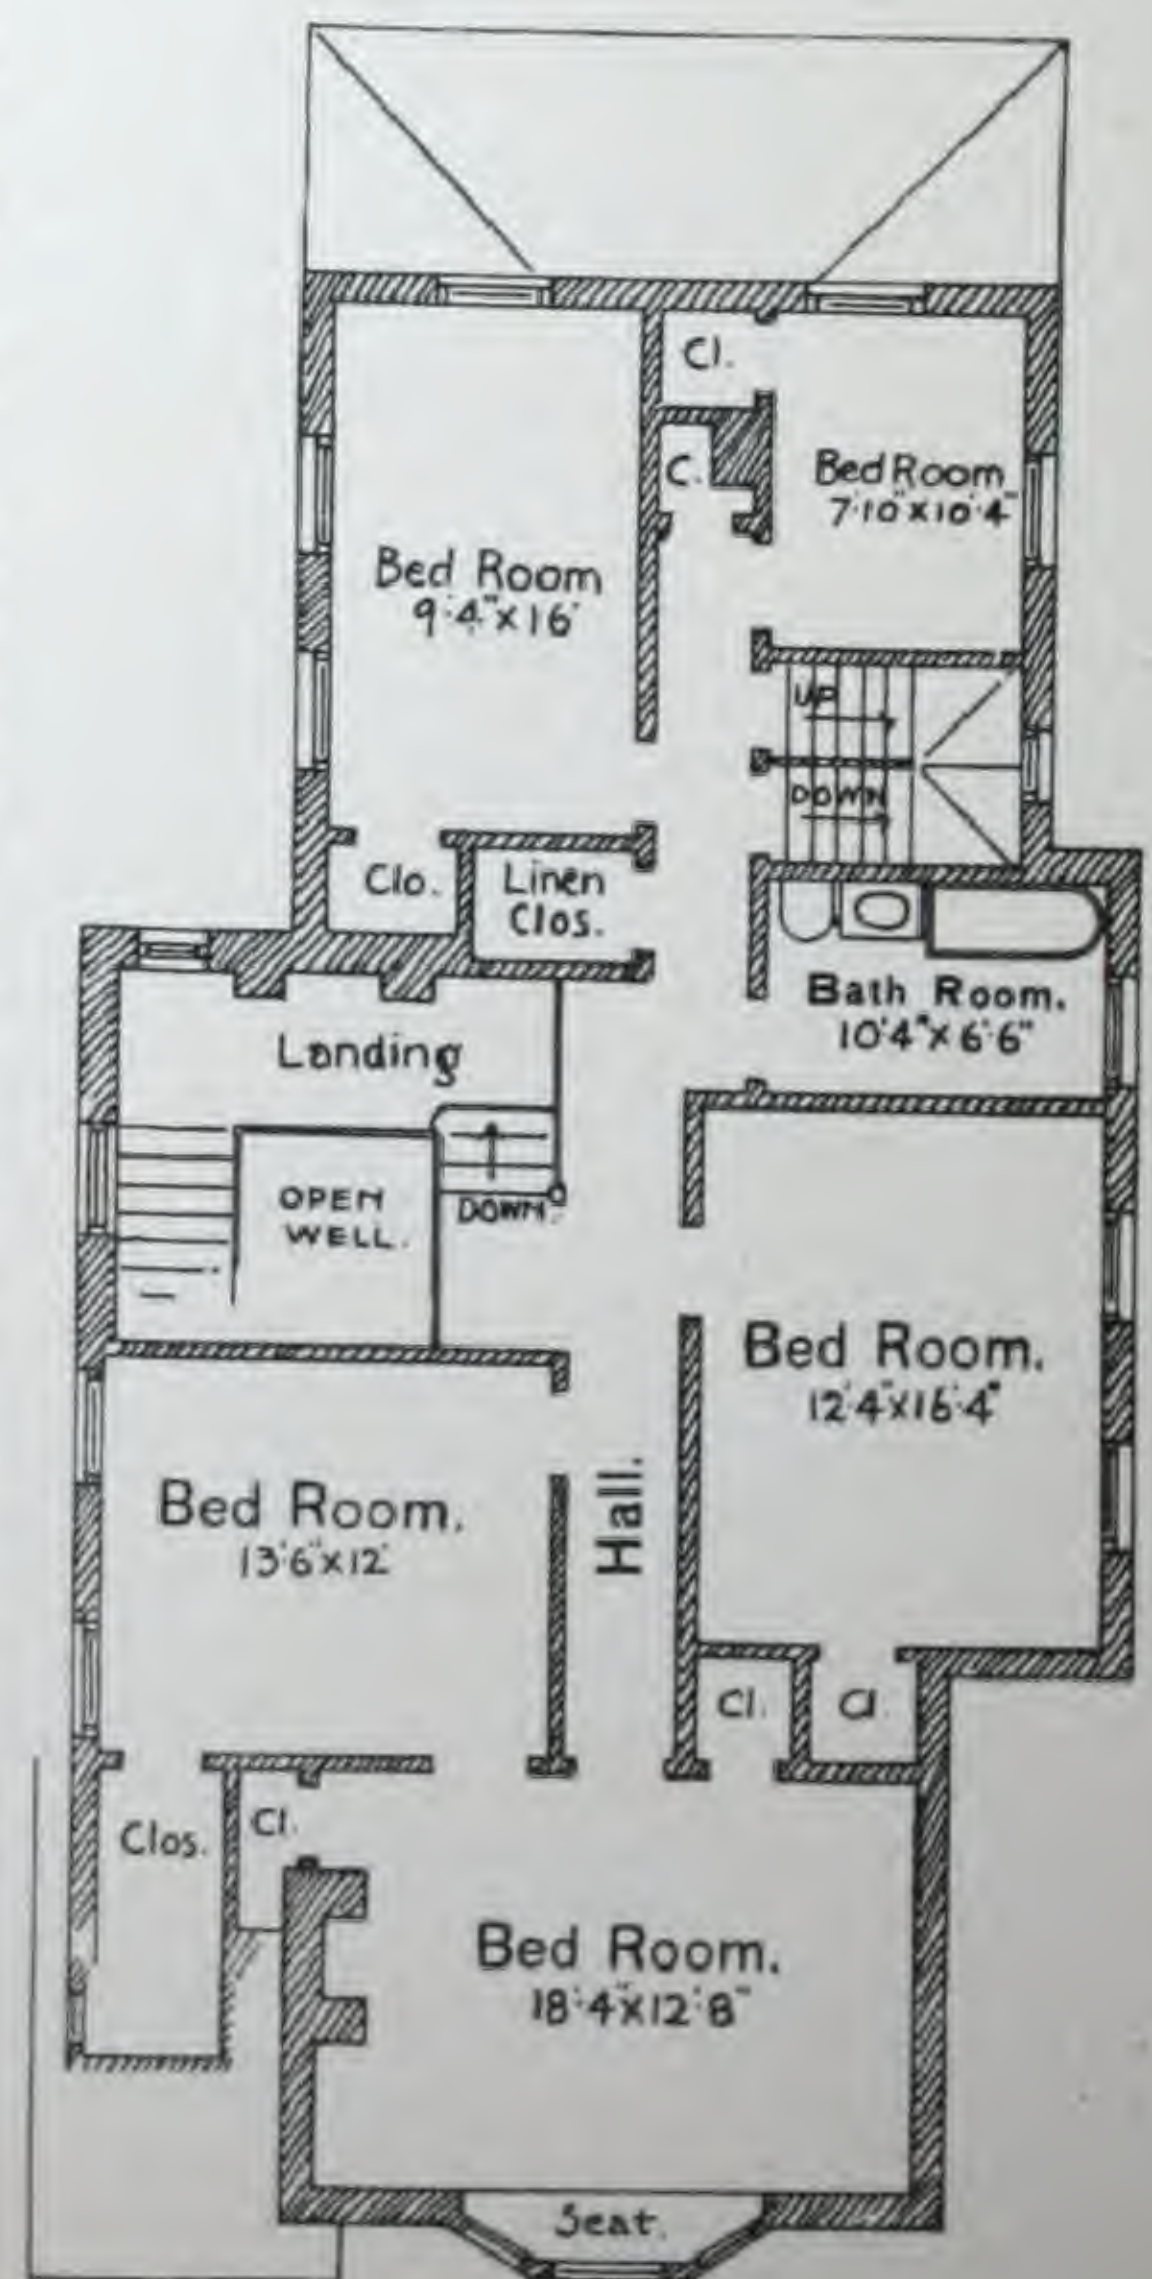 Cl.
C.
Bed Room
7'10"X10'4"
Bed Room
9'4"X16'
UP
DOWN
Clo.
Linen
Clos.
Bath Room.
10'4"X6'6"
Landing
OPEN
WELL.
DOWN.
Bed Room.
12'4"X16'4"
Bed Room.
13'6"X12'
Hall.
Cl.
Cl.
Clos.
Cl.
Bed Room.
18'4"X12'8"
Seat.